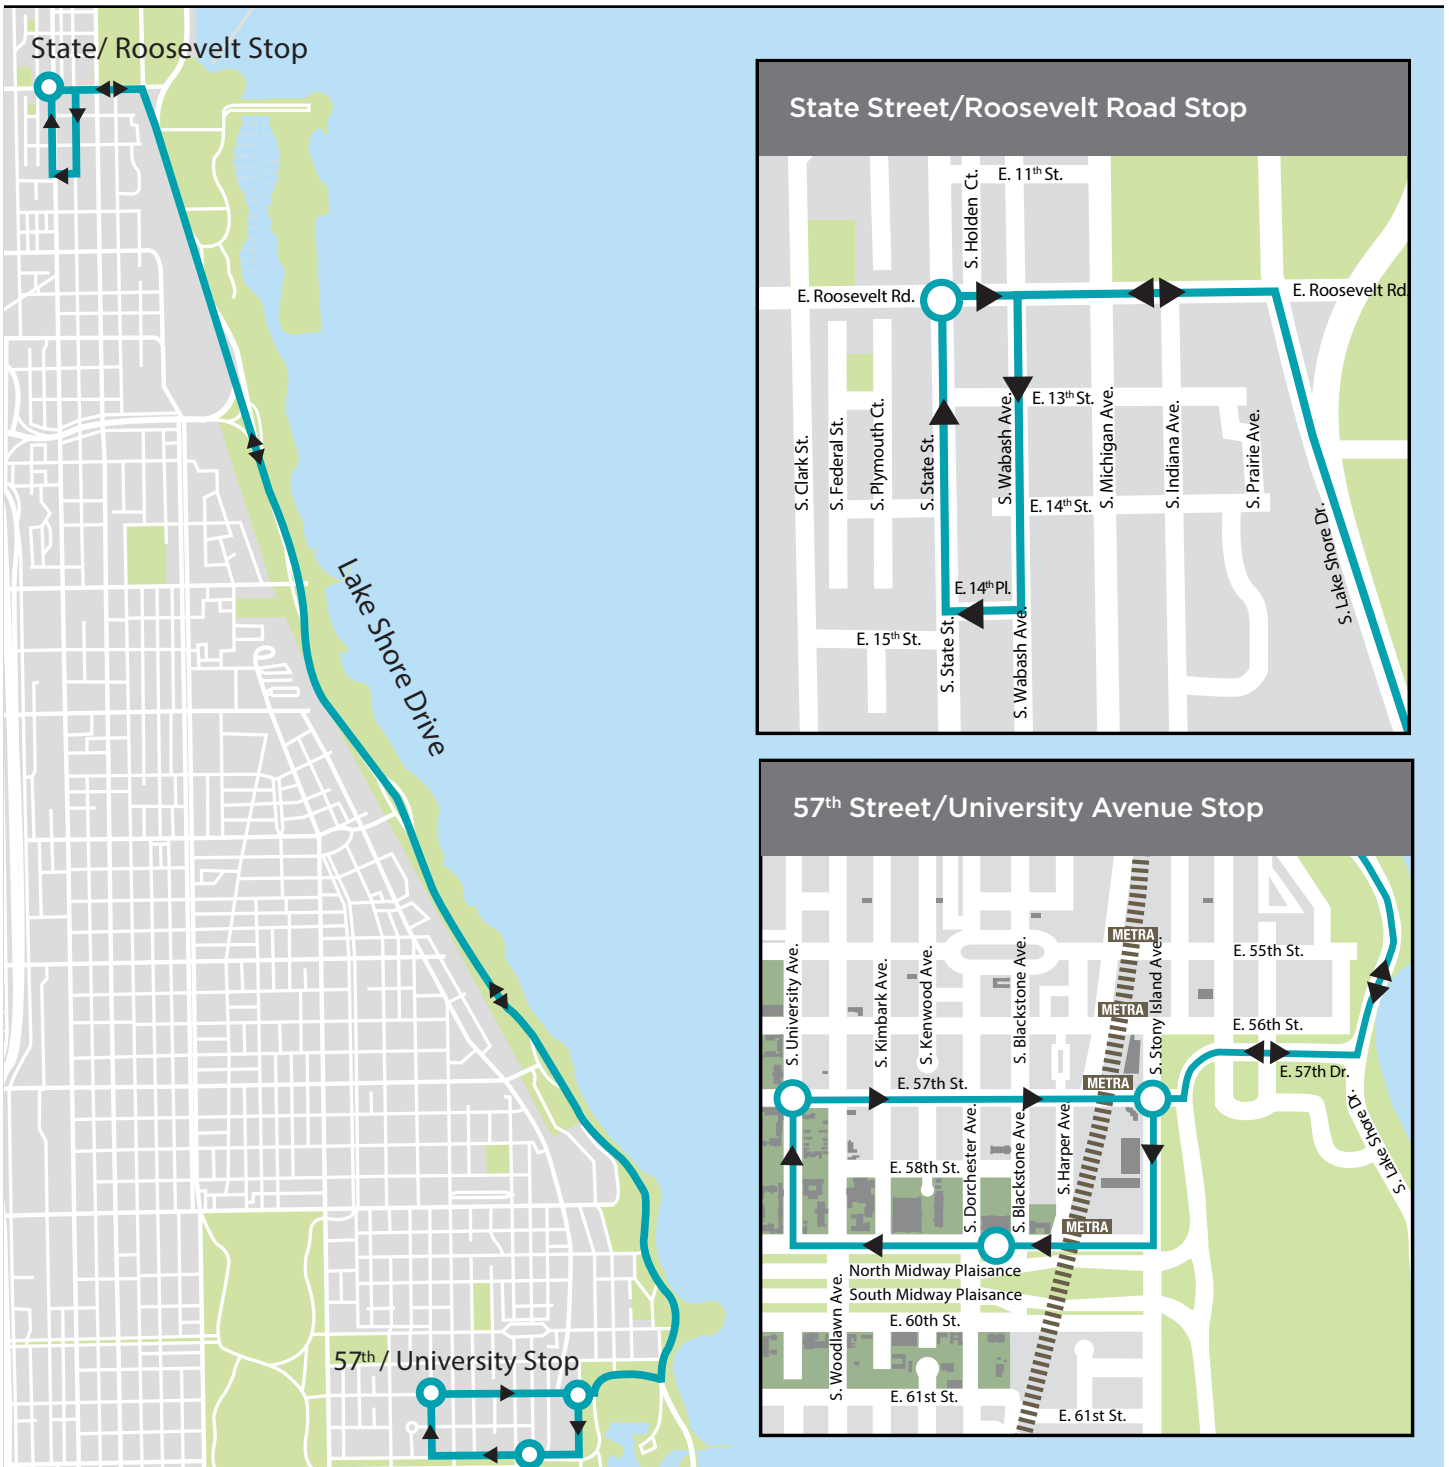 State/ Roosevelt Stop
Lake Shore Drive
57th / University Stop
State Street/Roosevelt Road Stop
E. 11th St.
S. Holden Ct.
E. Roosevelt Rd.
E. Roosevelt Rd.
E. 13th St.
S. Clark St.
S. Federal St.
S. Plymouth Ct.
S. State St.
S. Wabash Ave.
S. Michigan Ave.
S. Indiana Ave.
S. Prairie Ave.
E. 14th St.
S. Lake Shore Dr.
E. 14th Pl.
E. 15th St.
S. State St.
S. Wabash Ave.
57th Street/University Avenue Stop
METRA
E. 55th St.
S. University Ave.
S. Kimbark Ave.
S. Kenwood Ave.
S. Blackstone Ave.
METRA
S. Stony Island Ave.
E. 56th St.
E. 57th Dr.
METRA
E. 57th St.
S. Lake Shore Dr.
S. Dorchester Ave.
S. Blackstone Ave.
S. Harper Ave.
E. 58th St.
METRA
North Midway Plaisance
South Midway Plaisance
S. Woodlawn Ave.
E. 60th St.
E. 61st St.
E. 61st St.